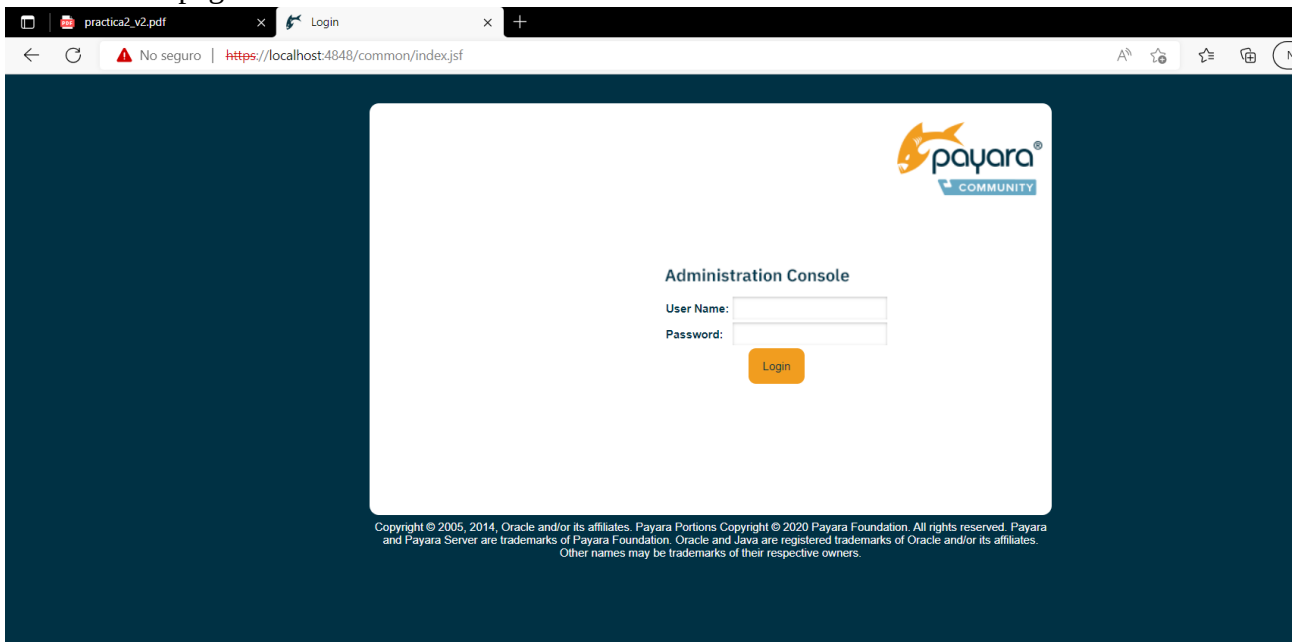 practica2_v2.pdf
Login
No seguro | https://localhost:4848/common/index.jsf
payara®
COMMUNITY
Administration Console
User Name:
Password:
Login
Copyright © 2005, 2014, Oracle and/or its affiliates. Payara Portions Copyright © 2020 Payara Foundation. All rights reserved. Payara
and Payara Server are trademarks of Payara Foundation. Oracle and Java are registered trademarks of Oracle and/or its affiliates.
Other names may be trademarks of their respective owners.